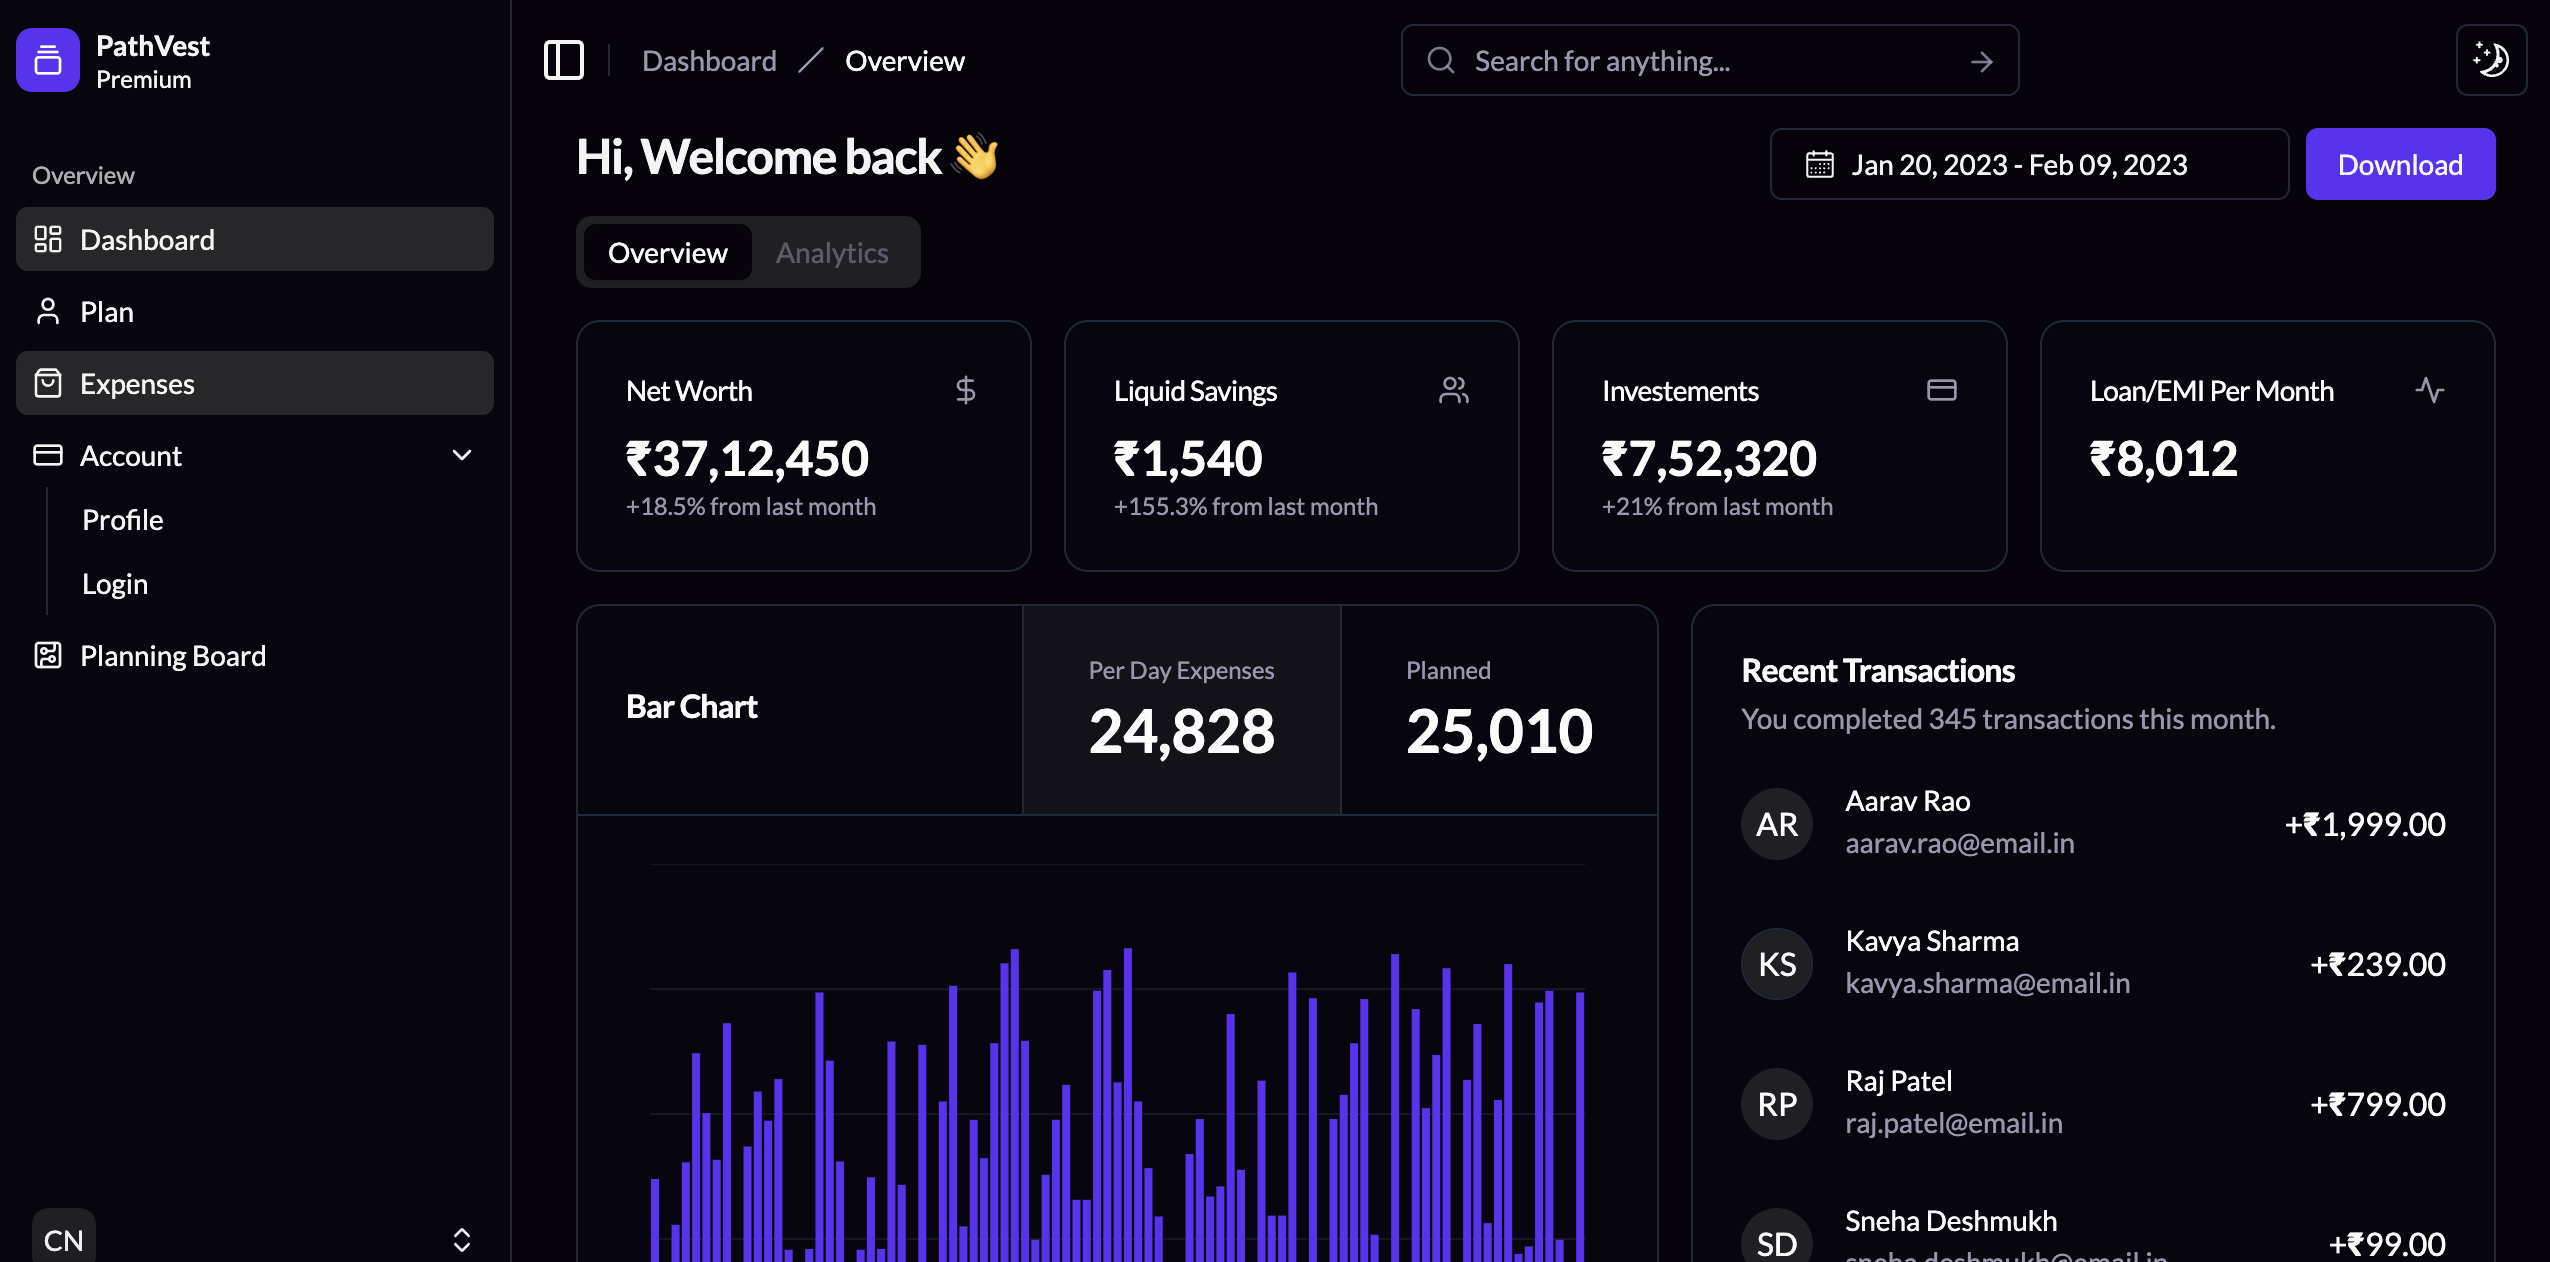 PathVest
Premium
Overview
Dashboard
Plan
Expenses
Account
Profile
Login
Planning Board
CN
Dashboard / Overview
Search for anything...
Hi, Welcome back 👋
Jan 20, 2023 - Feb 09, 2023
Download
Overview
Analytics
Net Worth
$
₹37,12,450
+18.5% from last month
Liquid Savings
₹1,540
+155.3% from last month
Investements
₹7,52,320
+21% from last month
Loan/EMI Per Month
₹8,012
Bar Chart
Per Day Expenses
24,828
Planned
25,010
Recent Transactions
You completed 345 transactions this month.
AR
Aarav Rao
aarav.rao@email.in
+₹1,999.00
KS
Kavya Sharma
kavya.sharma@email.in
+₹239.00
RP
Raj Patel
raj.patel@email.in
+₹799.00
SD
Sneha Deshmukh
sneha.deshmukh@email.in
+₹99.00